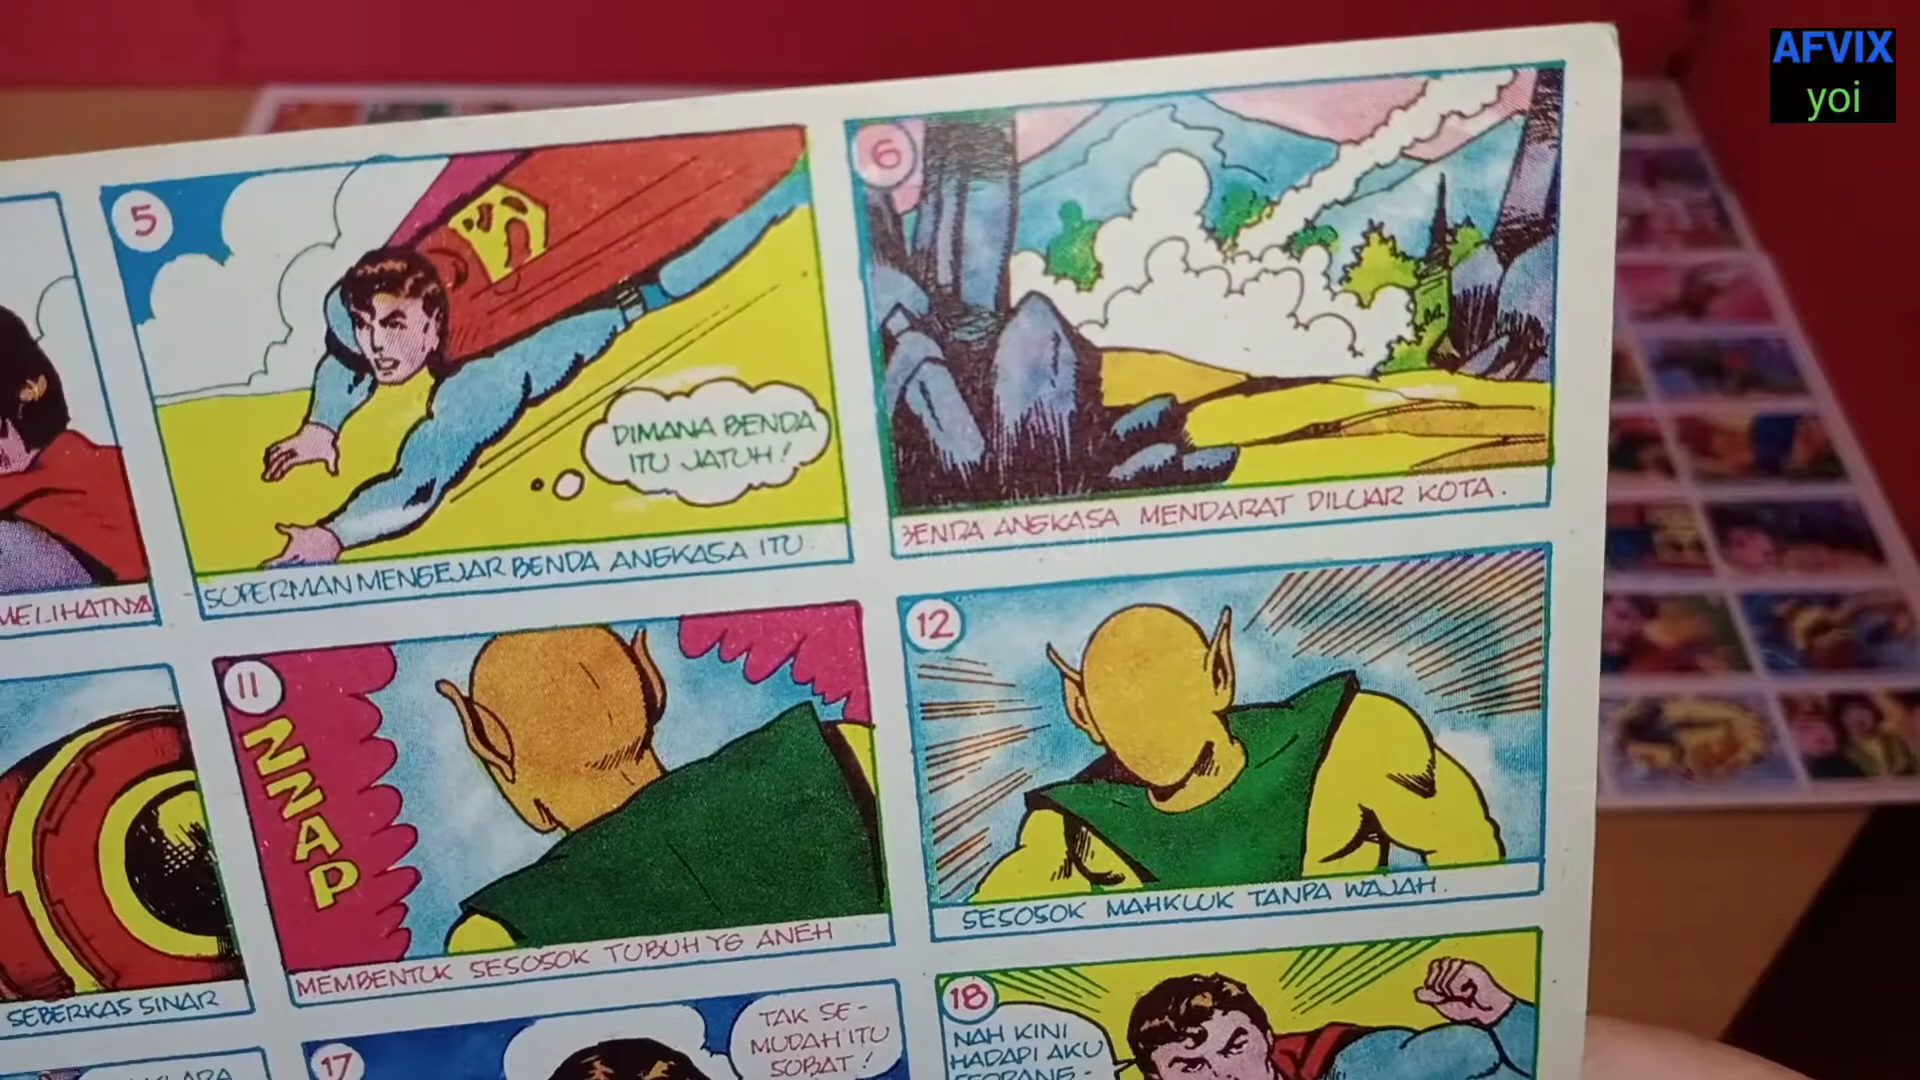 AFVIX
yoi
5
DIMANA BENDA
ITU JATUH!
SUPERMAN MENGEJAR BENDA ANGKASA ITU.
6
BENDA ANGKASA MENDARAT DILUAR KOTA.
MELIHATNYA
11
ZZAP
MEMBENTUK SESOSOK TUBUH YG ANEH
12
SESOSOK MAHKLUK TANPA WAJAH.
SEBERKAS SINAR
17
TAK SE-
MUDAH ITU
SOBAT!
18
NAH KINI
HADAPI AKU